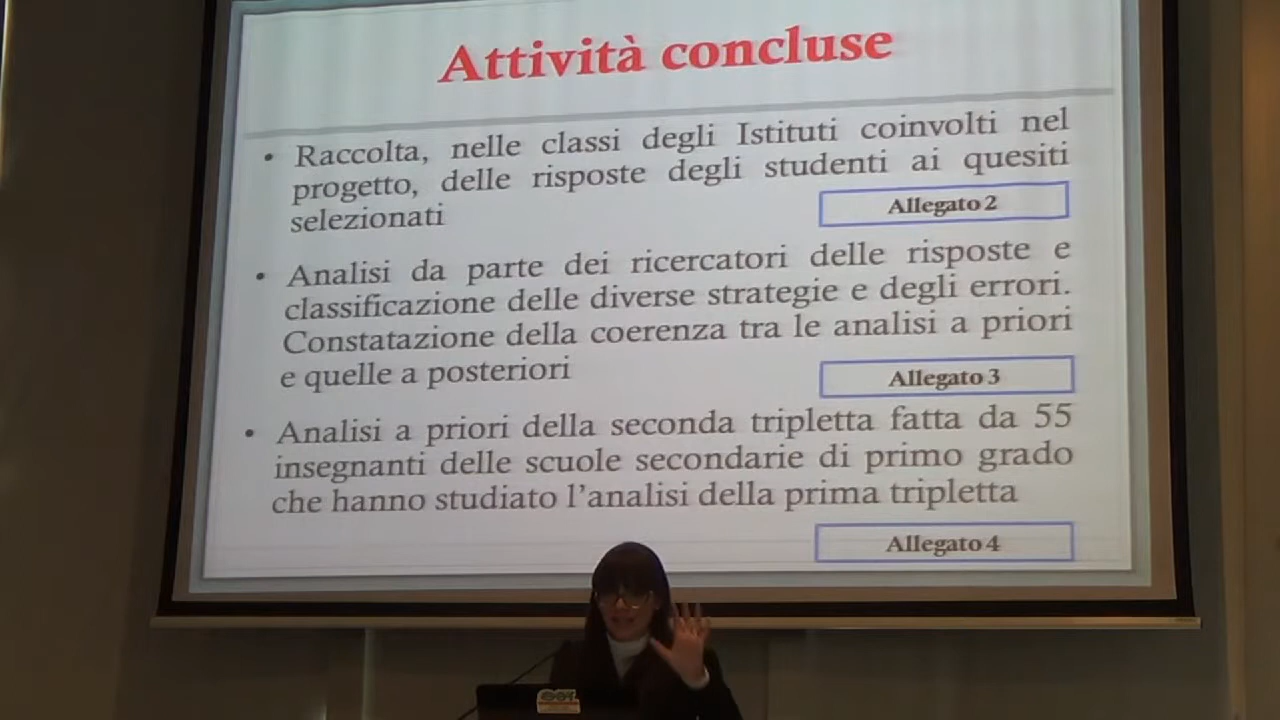 Attività concluse
• Raccolta, nelle classi degli Istituti coinvolti nel
progetto, delle risposte degli studenti ai quesiti
selezionati
Allegato 2
• Analisi da parte dei ricercatori delle risposte e
classificazione delle diverse strategie e degli errori.
Constatazione della coerenza tra le analisi a priori
e quelle a posteriori
Allegato 3
• Analisi a priori della seconda tripletta fatta da 55
insegnanti delle scuole secondarie di primo grado
che hanno studiato l'analisi della prima tripletta
Allegato 4